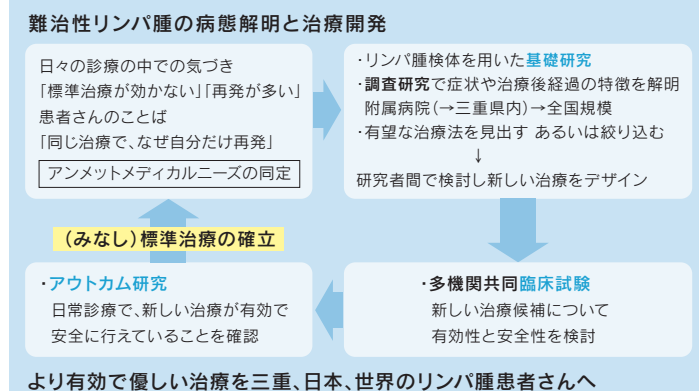 難治性リンパ腫の病態解明と治療開発
日々の診療の中での気づき
「標準治療が効かない」「再発が多い」
患者さんのことば
「同じ治療で、なぜ自分だけ再発」
アンメットメディカルニーズの同定
・リンパ腫検体を用いた基礎研究
・調査研究で症状や治療後経過の特徴を解明
附属病院(→三重県内)→全国規模
・有望な治療法を見出す あるいは絞り込む
↓
研究者間で検討し新しい治療をデザイン
(みなし)標準治療の確立
・アウトカム研究
日常診療で、新しい治療が有効で
安全に行えていることを確認
・多機関共同臨床試験
新しい治療候補について
有効性と安全性を検討
より有効で優しい治療を三重、日本、世界のリンパ腫患者さんへ